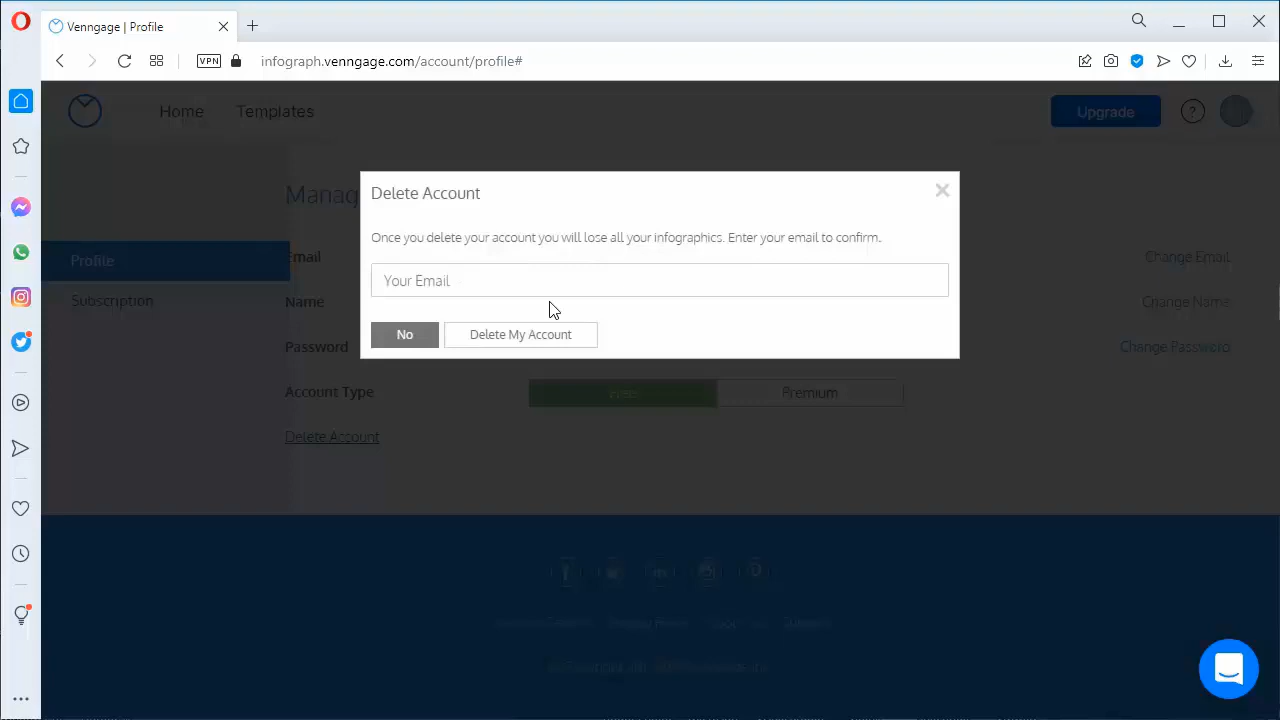 Venngage | Profile
VPN
infograph.venngage.com/account/profile#
Home
Templates
Upgrade
?
Manag
Delete Account
Once you delete your account you will lose all your infographics. Enter your email to confirm.
Your Email
No
Delete My Account
Profile
Subscription
Email
Change Email
Name
Change Name
Password
Change Password
Account Type
Free
Premium
Delete Account